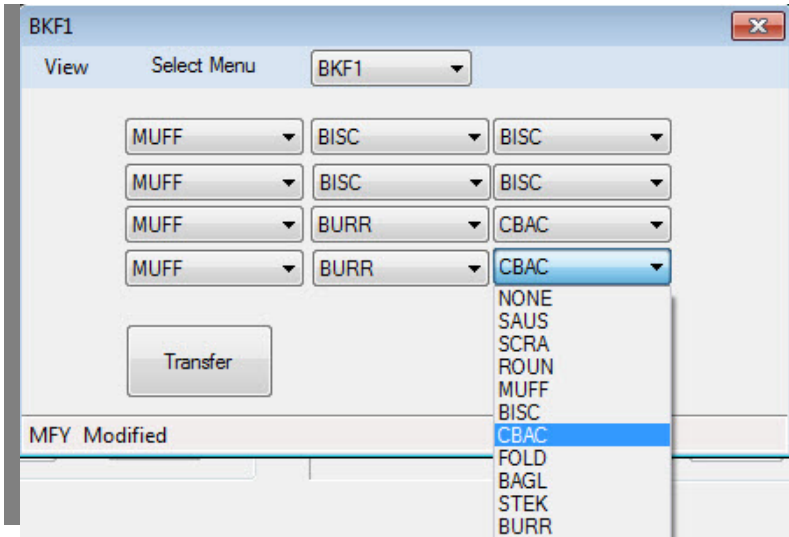 BKF1
View Select Menu BKF1
MUFF BISC BISC
MUFF BISC BISC
MUFF BURR CBAC
MUFF BURR CBAC
NONE
SAUS
SCRA
ROUN
MUFF
BISC
CBAC
FOLD
BAGL
STEK
BURR
Transfer
MFY Modified